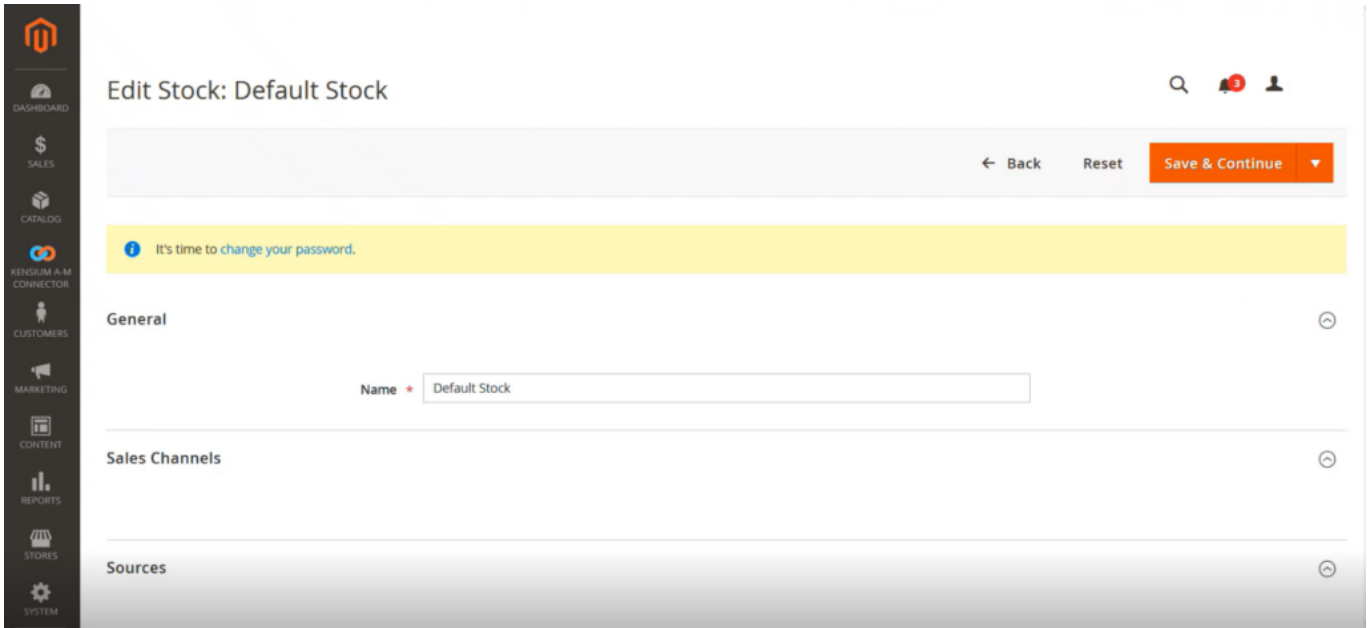 Edit Stock: Default Stock
3
DASHBOARD
SALES
CATALOG
KENSIUM A-M
CONNECTOR
CUSTOMERS
MARKETING
CONTENT
REPORTS
STORES
SYSTEM
← Back Reset Save & Continue
It's time to change your password.
General
Name * Default Stock
Sales Channels
Sources